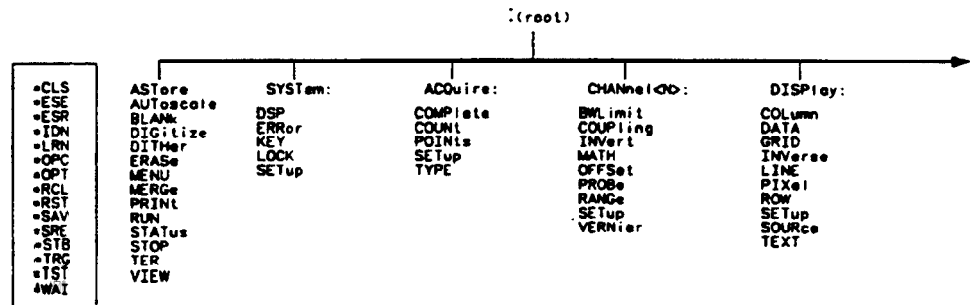 :(root)
*CLS
*ESE
*ESR
*IDN
*LRN
*OPC
*OPT
*RCL
*RST
*SAV
*SRE
*STB
*TRG
*TST
*WAI
AStore
AUToscale
BLANk
DIGitize
DITHer
ERASe
MENU
MERGe
PRINt
RUN
STATus
STOP
TER
VIEW
SYSTem:
DSP
ERRor
KEY
LOCK
SETup
ACQuire:
COMPlete
COUNt
POINts
SETup
TYPE
CHANnel<N>:
BWLimit
COUPling
INVert
MATH
OFFSet
PROBe
RANGe
SETup
VERNier
DISPlay:
COLumn
DATA
GRID
INVerse
LINE
PIXel
ROW
SETup
SOURce
TEXT